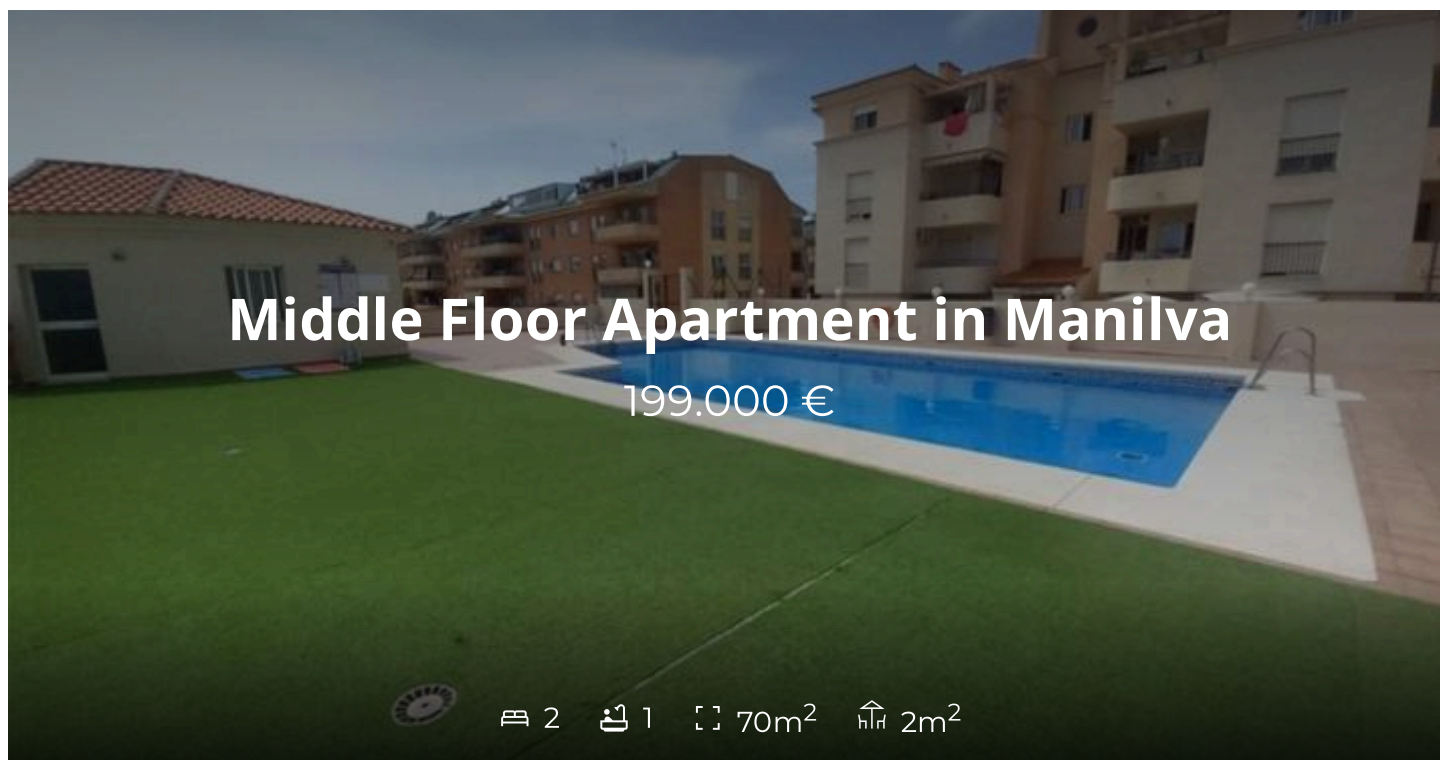 Middle Floor Apartment in Manilva
199.000 €
2 1 70m² 2m²